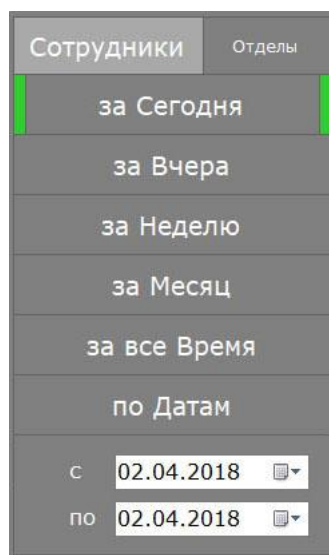 Сотрудники Отделы
за Сегодня
за Вчера
за Неделю
за Месяц
за все Время
по Датам
с 02.04.2018
по 02.04.2018